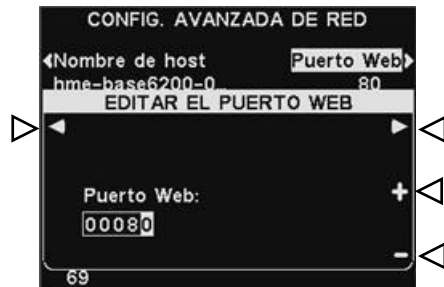 CONFIG. AVANZADA DE RED
Nombre de host Puerto Web
hme-base6200-0… 80
EDITAR EL PUERTO WEB
Puerto Web:
00080
69